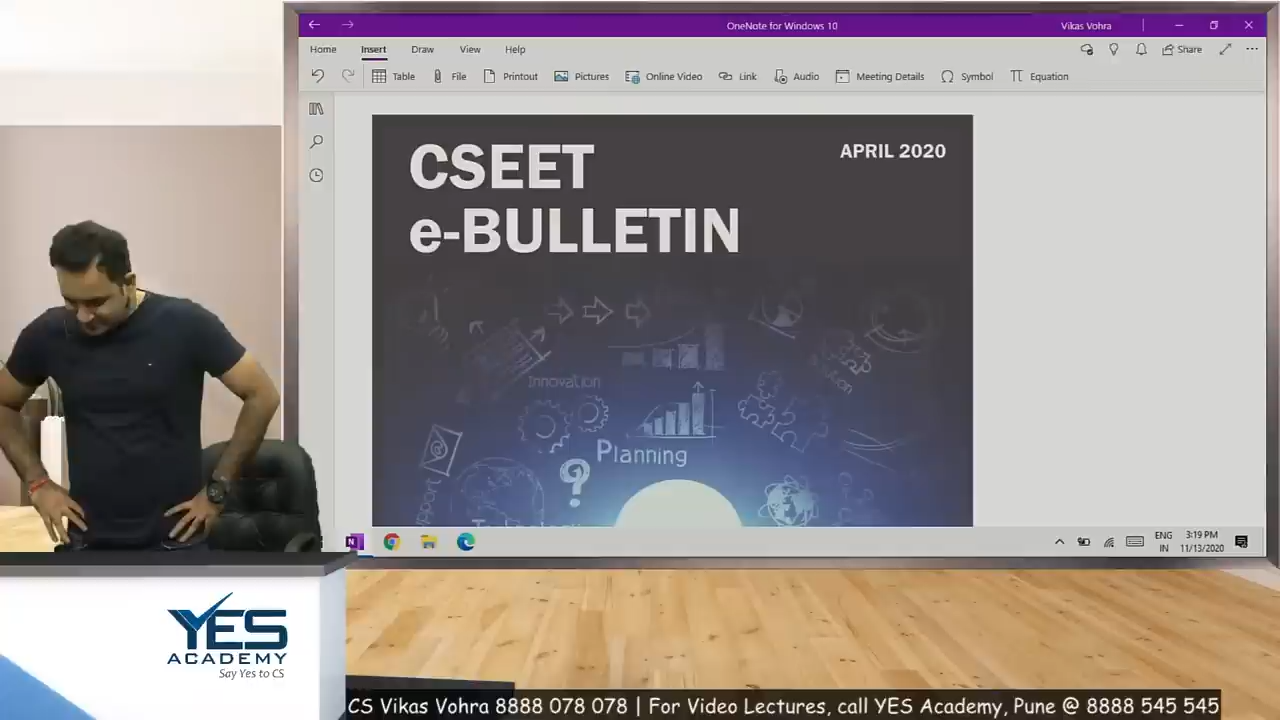 OneNote for Windows 10
Vikas Vohra
Home Insert Draw View Help
Share
Table File Printout Pictures Online Video Link Audio Meeting Details Symbol Equation
CSEET
e-BULLETIN
APRIL 2020
Innovation
Planning
?
@
ENG
IN
3:19 PM
11/13/2020
YES
ACADEMY
Say Yes to CS
CS Vikas Vohra 8888 078 078 | For Video Lectures, call YES Academy, Pune @ 8888 545 545